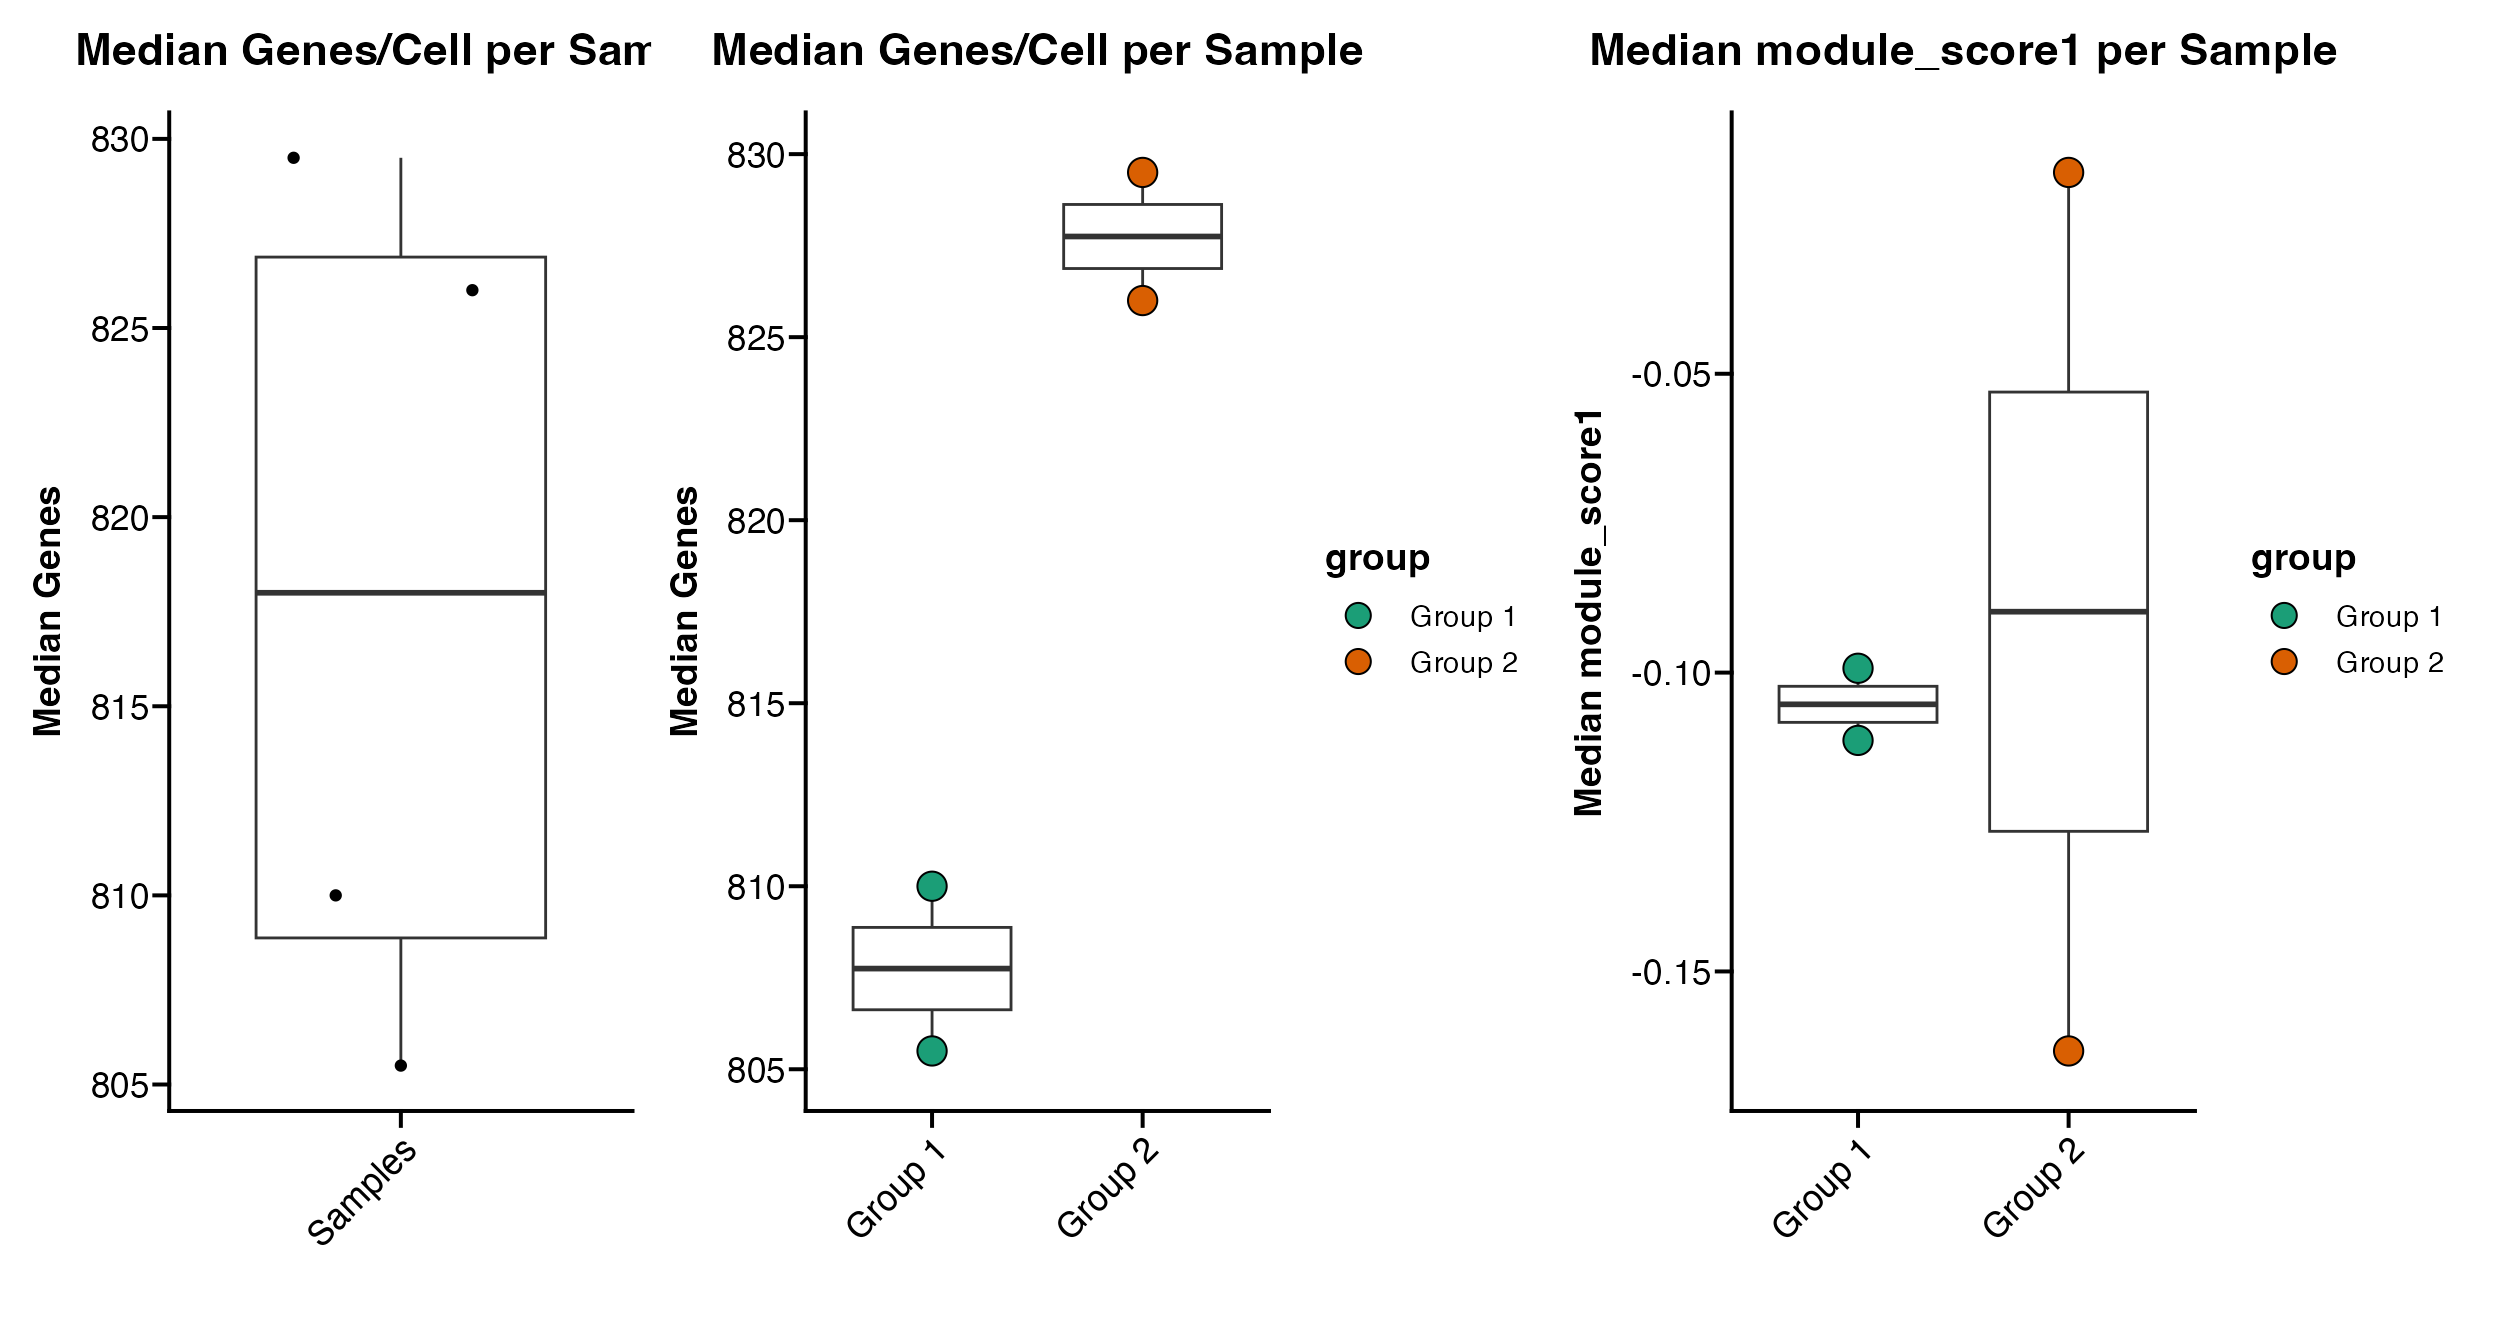 Median Genes/Cell per Sam
Median Genes
830
825
820
815
810
805
Samples
Median Genes/Cell per Sample
Median Genes
830
825
820
815
810
805
Group 1
Group 2
group
Group 1
Group 2
Median module_score1 per Sample
Median module_score1
-0.05
-0.10
-0.15
Group 1
Group 2
group
Group 1
Group 2